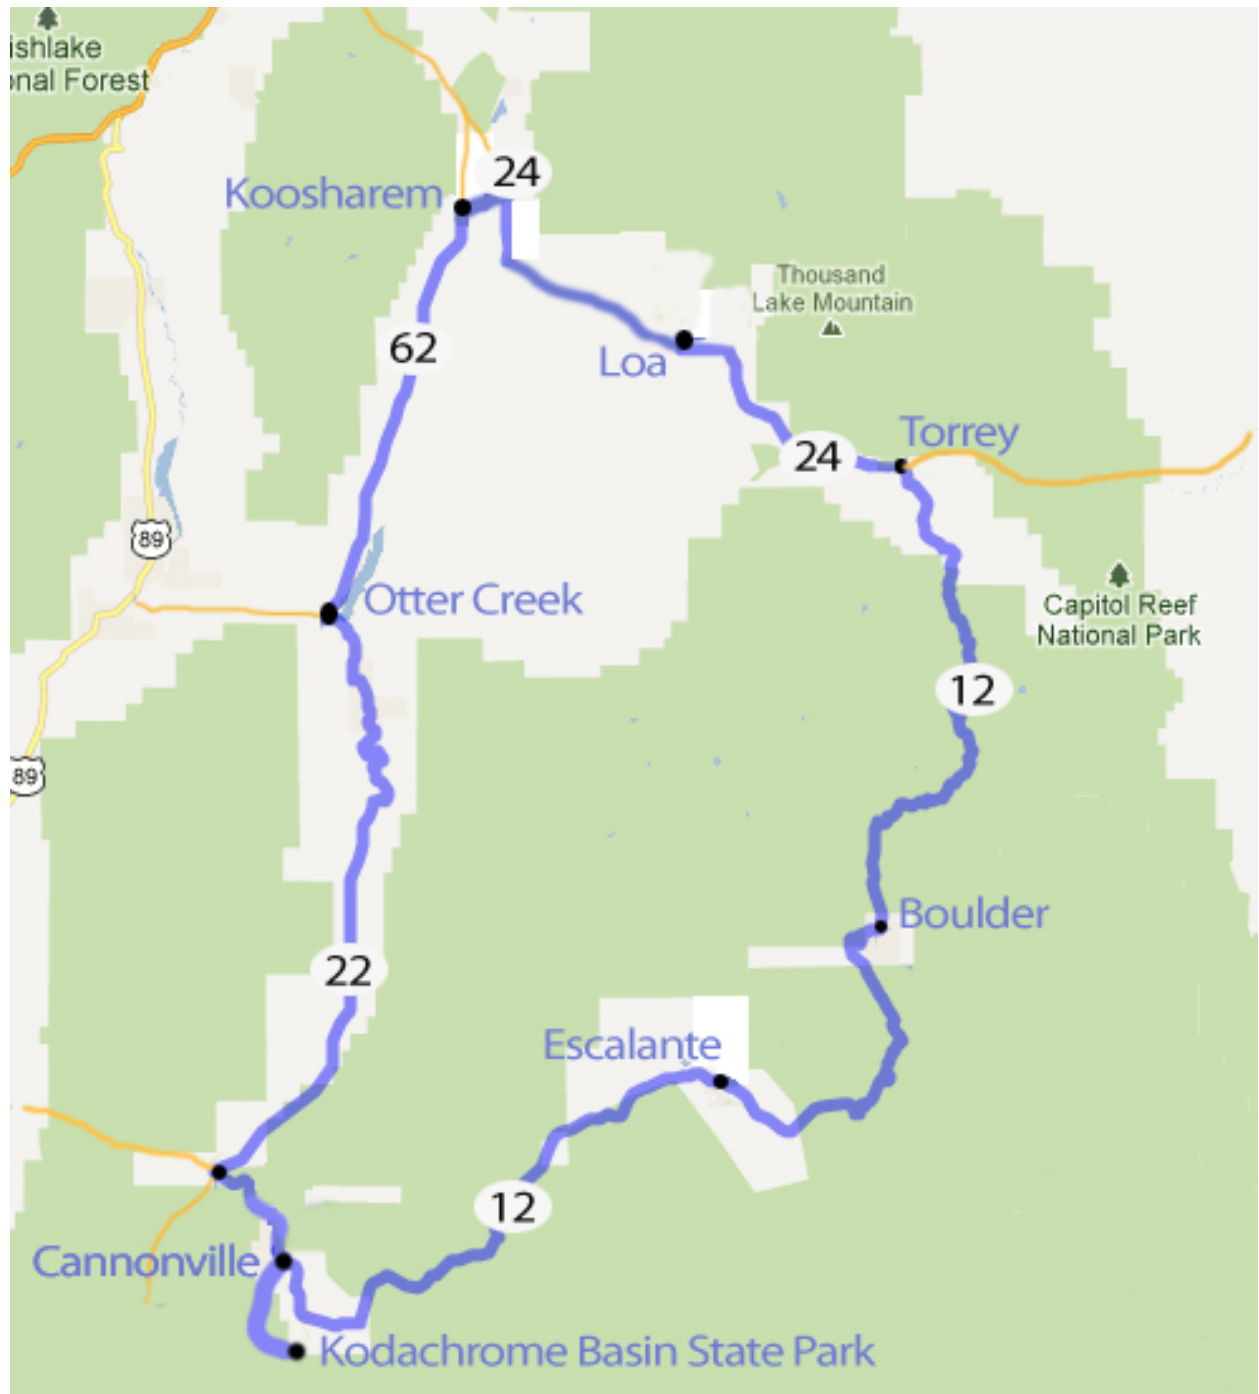 ishlake
onal Forest
24
Koosharem
Thousand
Lake Mountain
62
Loa
Torrey
24
89
Otter Creek
Capitol Reef
National Park
12
89
Boulder
22
Escalante
12
Cannonville
Kodachrome Basin State Park